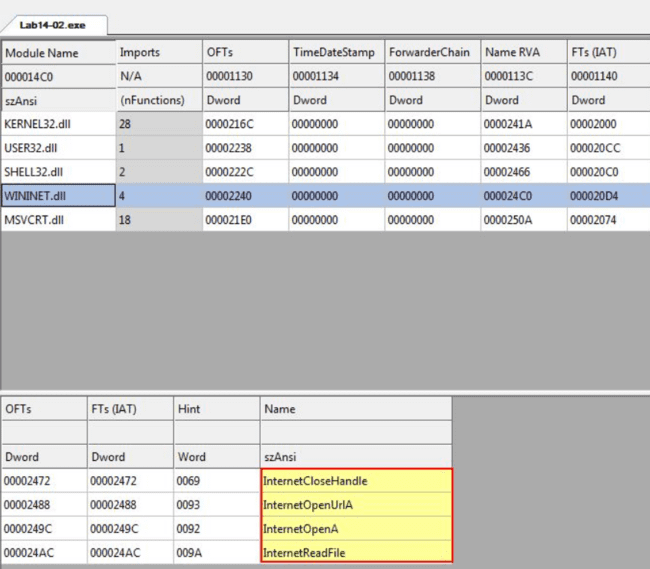 Lab14-02.exe
Module Name Imports OFTs TimeDateStamp ForwarderChain Name RVA FTs (IAT)
000014C0 N/A 00001130 00001134 00001138 0000113C 00001140
szAnsi (nFunctions) Dword Dword Dword Dword Dword
KERNEL32.dll 28 0000216C 00000000 00000000 0000241A 00002000
USER32.dll 1 00002238 00000000 00000000 00002436 000020CC
SHELL32.dll 2 0000222C 00000000 00000000 00002466 000020C0
WININET.dll 4 00002240 00000000 00000000 000024C0 000020D4
MSVCRT.dll 18 000021E0 00000000 00000000 0000250A 00002074
OFTs FTs (IAT) Hint Name
Dword Dword Word szAnsi
00002472 00002472 0069 InternetCloseHandle
00002488 00002488 0093 InternetOpenUrlA
0000249C 0000249C 0092 InternetOpenA
000024AC 000024AC 009A InternetReadFile